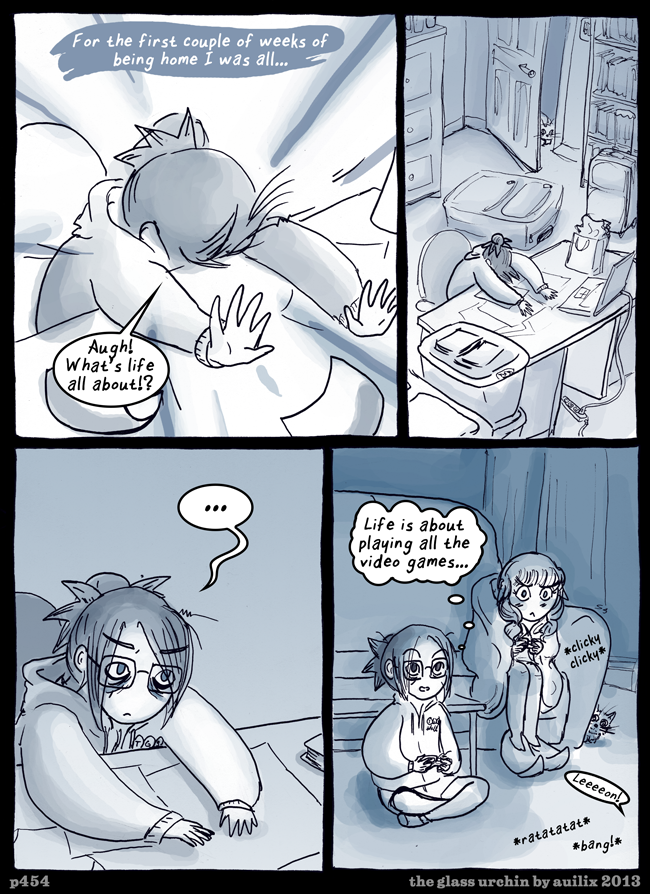 For the first couple of weeks of
being home I was all...
Augh!
What's life
all about!?
...
Life is about
playing all the
video games...
*clicky
clicky*
Leeeeon!
*ratatatat*
*bang!*
p454
the glass urchin by auilix 2013